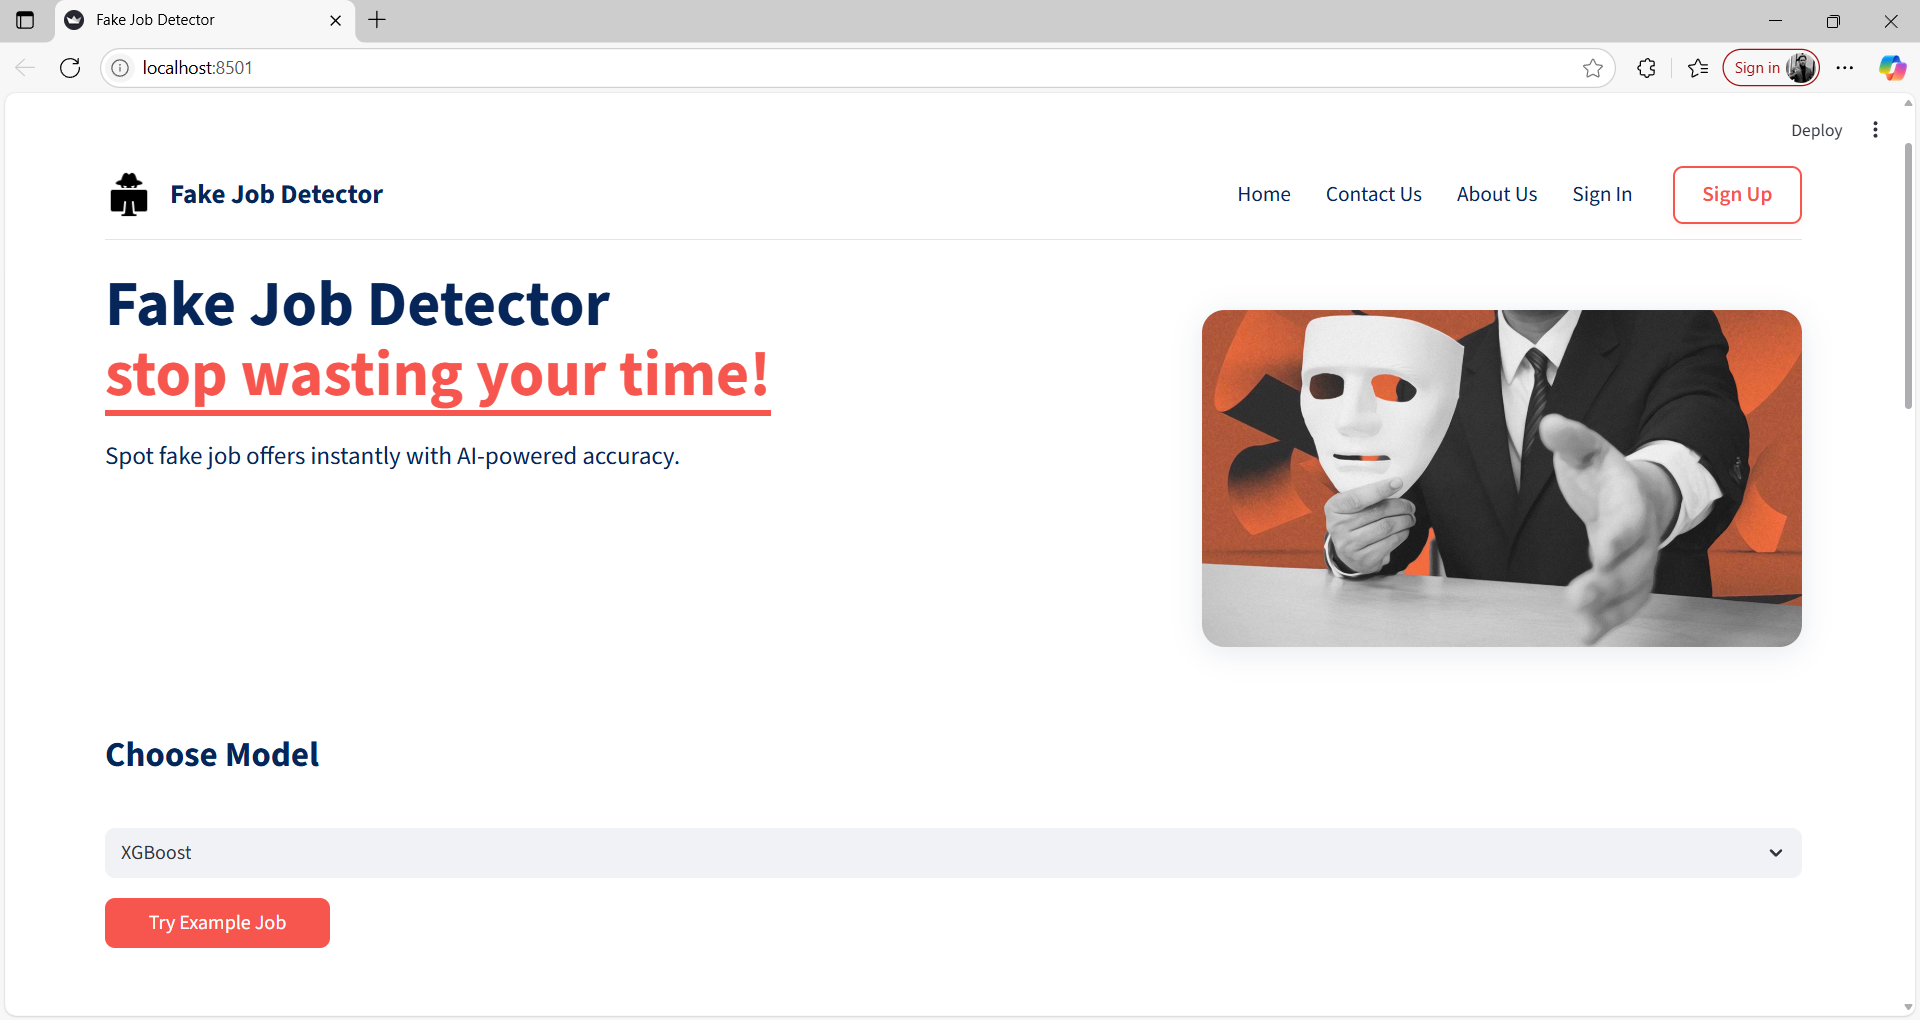 Fake Job Detector
localhost:8501
Sign in
Deploy
Fake Job Detector
Home
Contact Us
About Us
Sign In
Sign Up
Fake Job Detector
stop wasting your time!
Spot fake job offers instantly with AI-powered accuracy.
Choose Model
XGBoost
Try Example Job